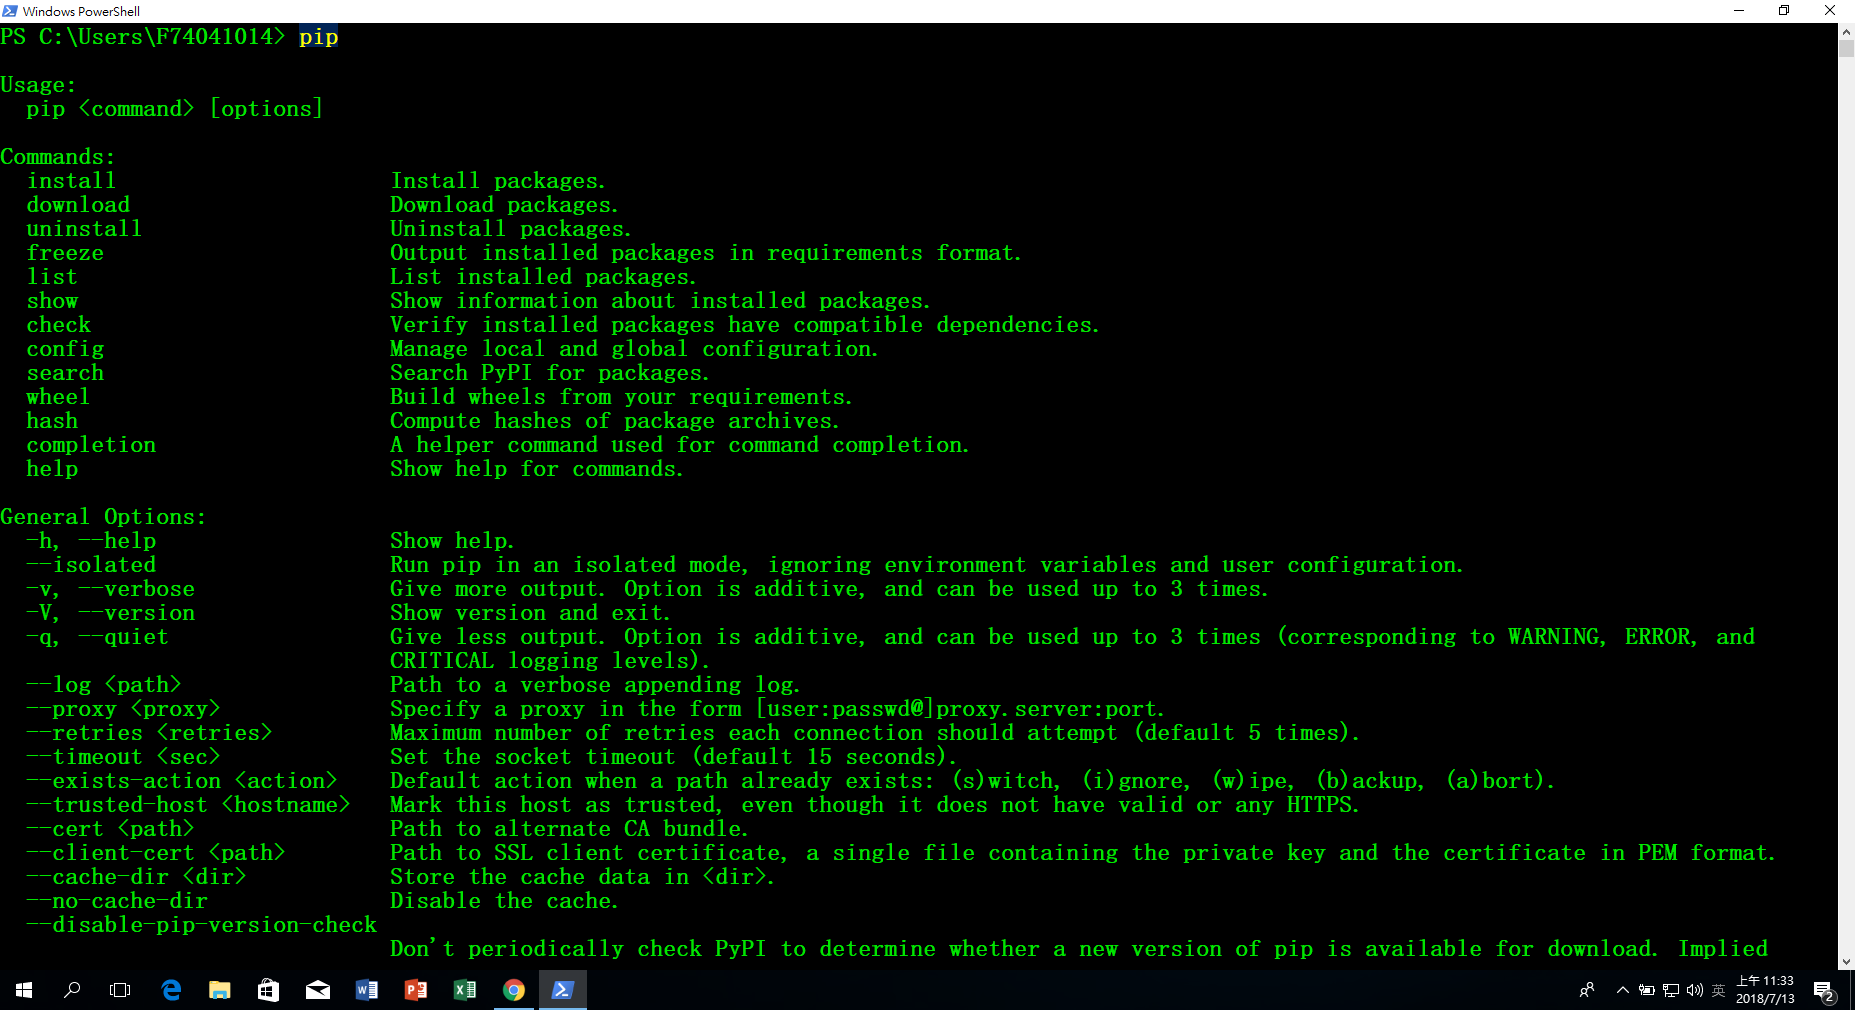 Windows PowerShell
PS C:\Users\F74041014> pip
Usage:
pip <command> [options]
Commands:
install Install packages.
download Download packages.
uninstall Uninstall packages.
freeze Output installed packages in requirements format.
list List installed packages.
show Show information about installed packages.
check Verify installed packages have compatible dependencies.
config Manage local and global configuration.
search Search PyPI for packages.
wheel Build wheels from your requirements.
hash Compute hashes of package archives.
completion A helper command used for command completion.
help Show help for commands.
General Options:
-h, --help Show help.
--isolated Run pip in an isolated mode, ignoring environment variables and user configuration.
-v, --verbose Give more output. Option is additive, and can be used up to 3 times.
-V, --version Show version and exit.
-q, --quiet Give less output. Option is additive, and can be used up to 3 times (corresponding to WARNING, ERROR, and
CRITICAL logging levels).
--log <path> Path to a verbose appending log.
--proxy <proxy> Specify a proxy in the form [user:passwd@]proxy.server:port.
--retries <retries> Maximum number of retries each connection should attempt (default 5 times).
--timeout <sec> Set the socket timeout (default 15 seconds).
--exists-action <action> Default action when a path already exists: (s)witch, (i)gnore, (w)ipe, (b)ackup, (a)bort).
--trusted-host <hostname> Mark this host as trusted, even though it does not have valid or any HTTPS.
--cert <path> Path to alternate CA bundle.
--client-cert <path> Path to SSL client certificate, a single file containing the private key and the certificate in PEM format.
--cache-dir <dir> Store the cache data in <dir>.
--no-cache-dir Disable the cache.
--disable-pip-version-check
Don't periodically check PyPI to determine whether a new version of pip is available for download. Implied
英
上午 11:33
2018/7/13
2